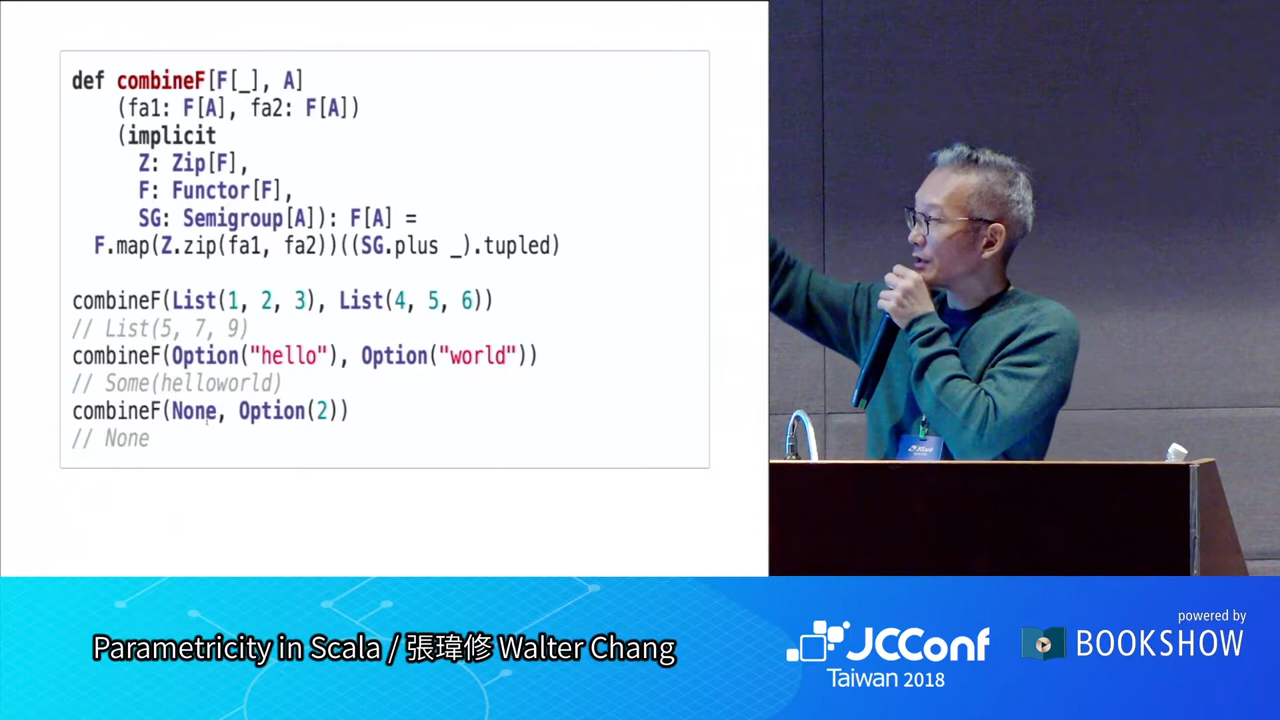 def combineF[F[_], A]
(fa1: F[A], fa2: F[A])
(implicit
Z: Zip[F],
F: Functor[F],
SG: Semigroup[A]): F[A] =
F.map(Z.zip(fa1, fa2))((SG.plus _).tupled)
combineF(List(1, 2, 3), List(4, 5, 6))
// List(5, 7, 9)
combineF(Option("hello"), Option("world"))
// Some(helloworld)
combineF(None, Option(2))
// None
Parametricity in Scala / 張瑋修 Walter Chang
JCConf
Taiwan 2018
powered by
BOOKSHOW